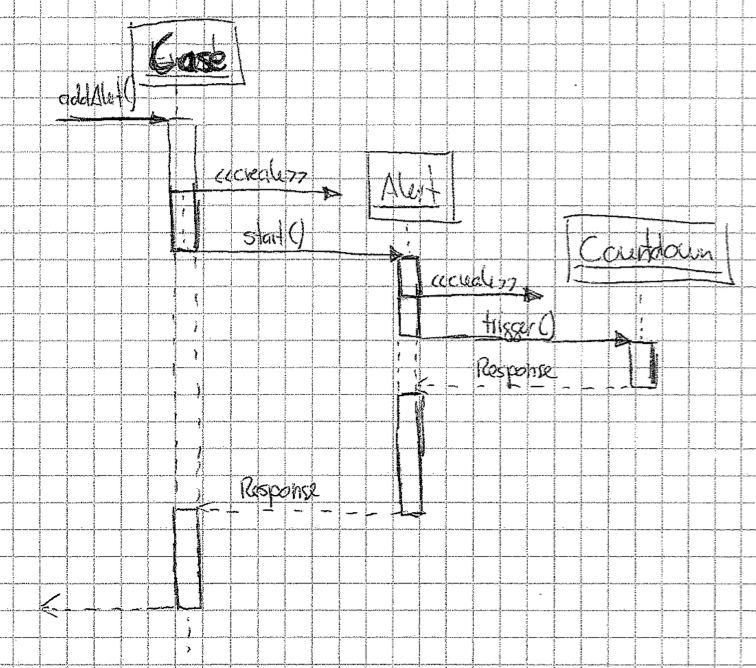 Case
addAlert()
<<create>>
Alert
start()
Countdown
<<create>>
trigger()
Response
Response